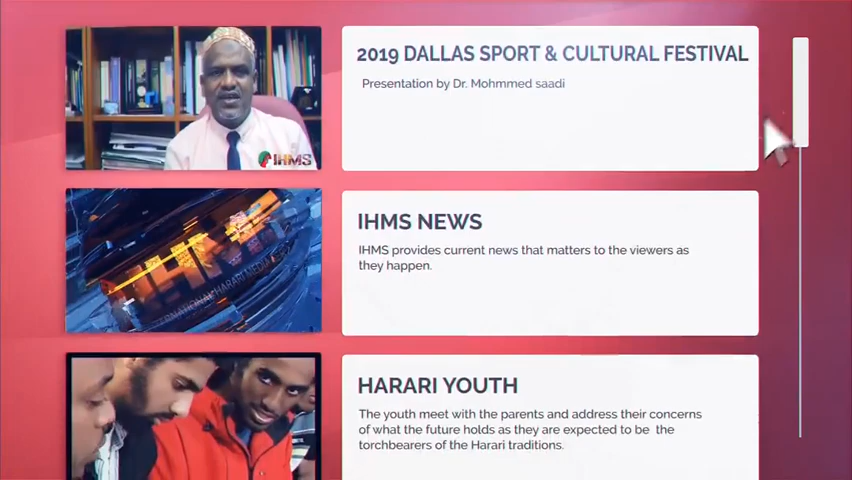 2019 DALLAS SPORT & CULTURAL FESTIVAL
Presentation by Dr. Mohmmed saadi
IHMS
IHMS NEWS
IHMS provides current news that matters to the viewers as
they happen.
HARARI YOUTH
The youth meet with the parents and address their concerns
of what the future holds as they are expected to be the
torchbearers of the Harari traditions.